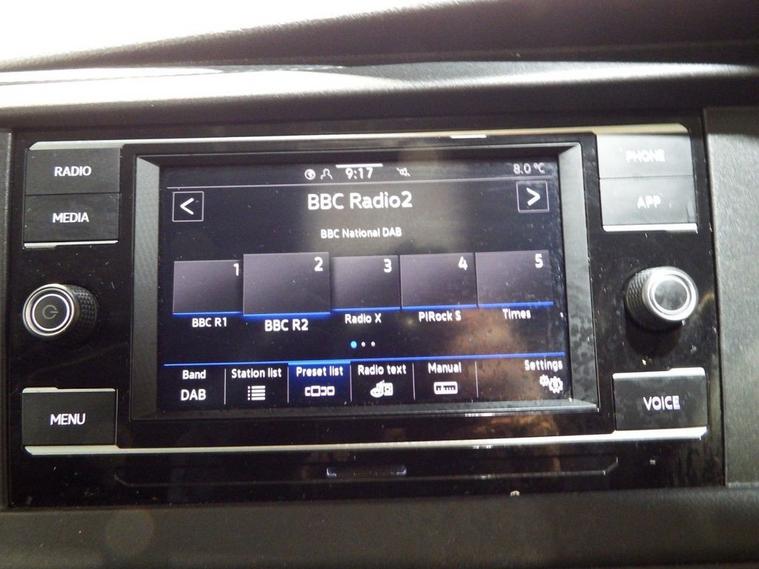 RADIO
MEDIA
MENU
PHONE
APP
VOICE
9:17
8.0 °C
<
BBC Radio2
>
BBC National DAB
1
2
3
4
5
BBC R1
BBC R2
Radio X
PlRock S
Times
Band
DAB
Station list
Preset list
Radio text
Manual
Settings